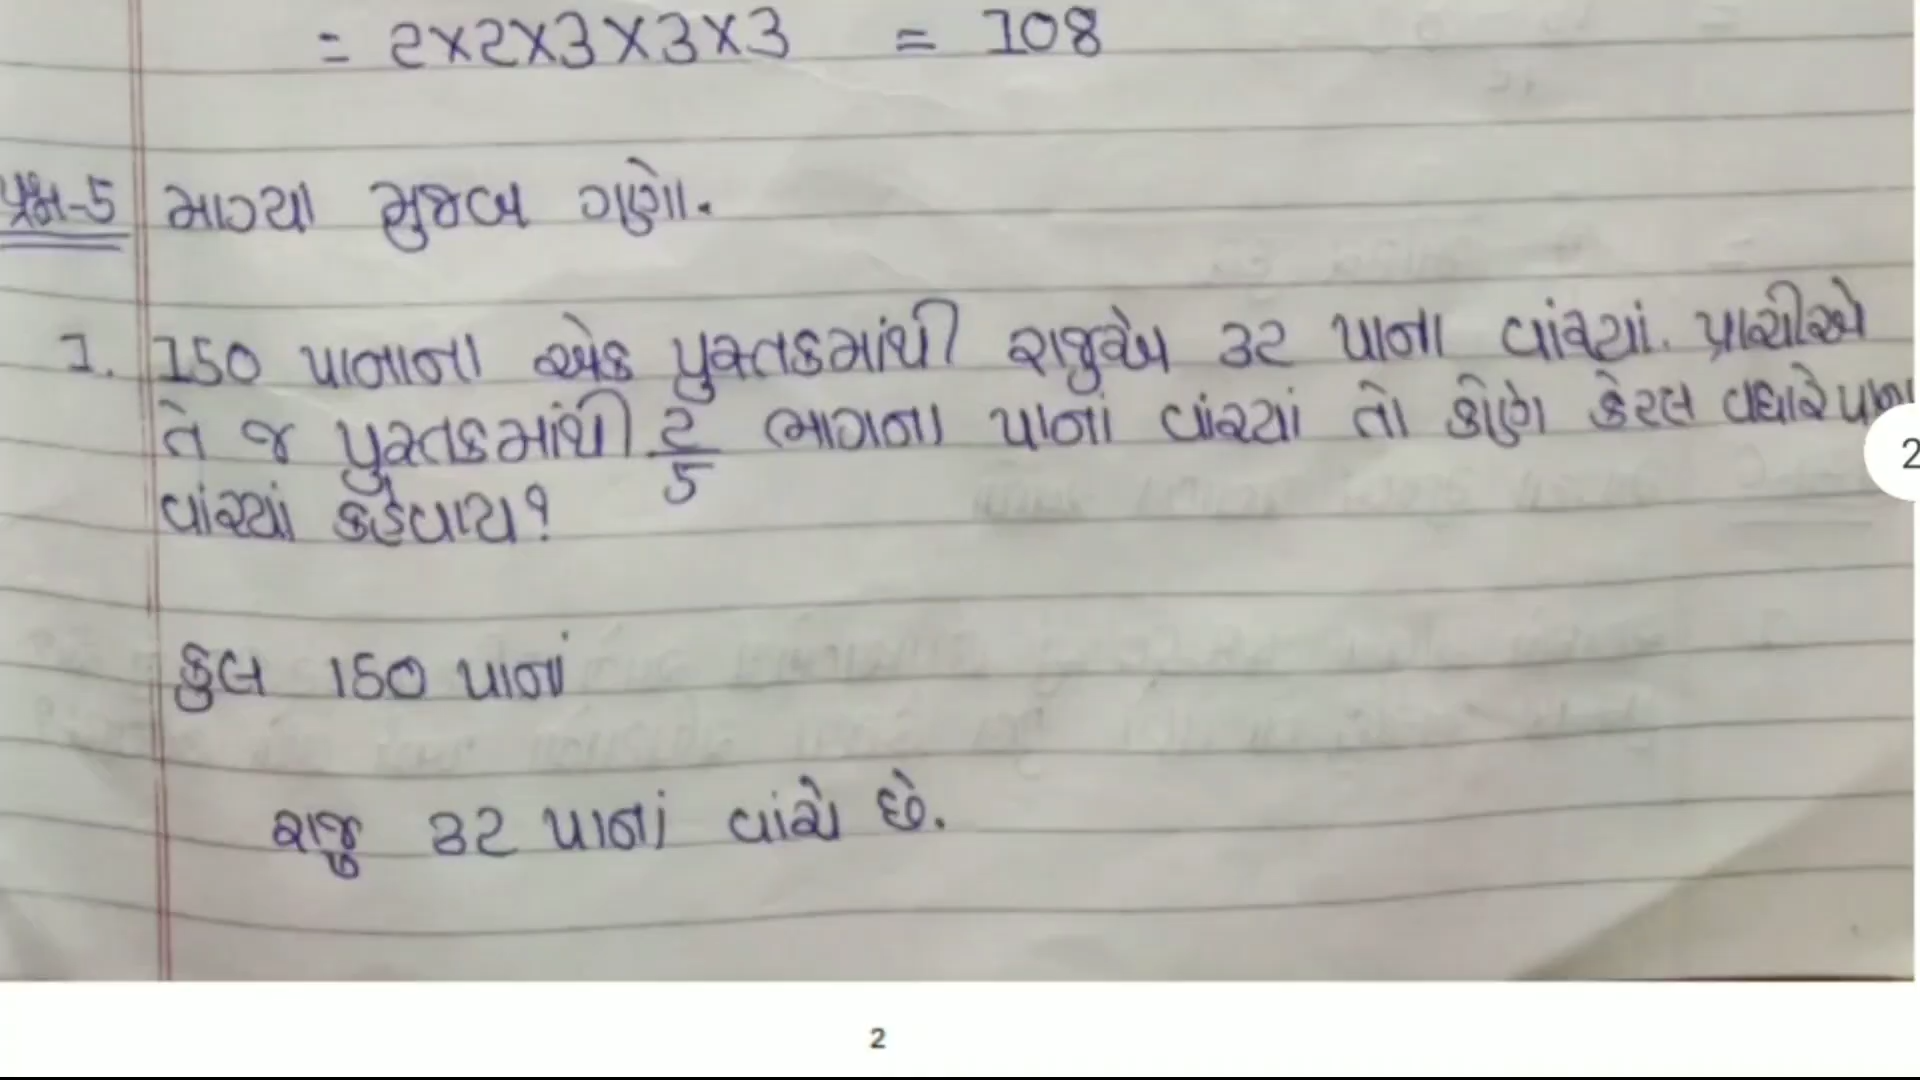 = 2×2×3×3×3 = 108
પ્રશ્ન-5 માગ્યા મુજબ ગણો.
1. 150 પાનાના એક પુસ્તકમાંથી રાજુએ 32 પાના વાંચ્યાં. પ્રાચીએ
તે જ પુસ્તકમાંથી 2/5 ભાગના પાનાં વાંચ્યાં તો કોણે કેટલ વધારે પાના
વાંચ્યાં કહેવાય?
કુલ 150 પાનાં
રાજુ 32 પાનાં વાંચે છે.
2
2